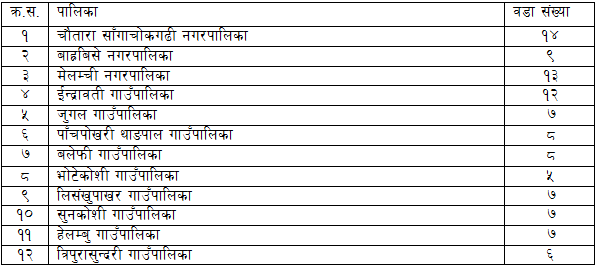 क्र.स. पालिका वडा संख्या
१ चौतारा साँगाचोकगढी नगरपालिका १४
२ बाह्रबिसे नगरपालिका ९
३ मेलम्ची नगरपालिका १३
४ ईन्द्रावती गाउँपालिका १२
५ जुगल गाउँपालिका ७
६ पाँचपोखरी थाङपाल गाउँपालिका ८
७ बलेफी गाउँपालिका ८
८ भोटेकोशी गाउँपालिका ५
९ लिसंखुपाखर गाउँपालिका ७
१० सुनकोशी गाउँपालिका ७
११ हेलम्बु गाउँपालिका ७
१२ त्रिपुरासुन्दरी गाउँपालिका ६